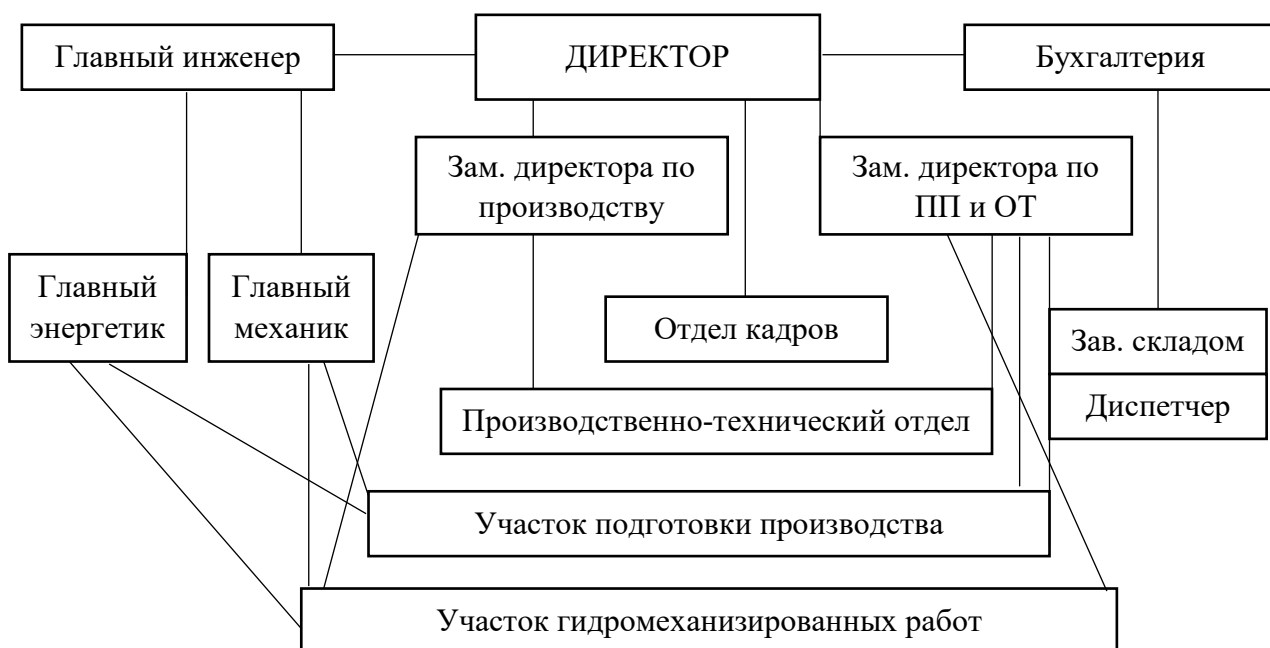 Главный инженер
ДИРЕКТОР
Бухгалтерия
Зам. директора по
производству
Зам. директора по
ПП и ОТ
Главный
энергетик
Главный
механик
Отдел кадров
Зав. складом
Диспетчер
Производственно-технический отдел
Участок подготовки производства
Участок гидромеханизированных работ